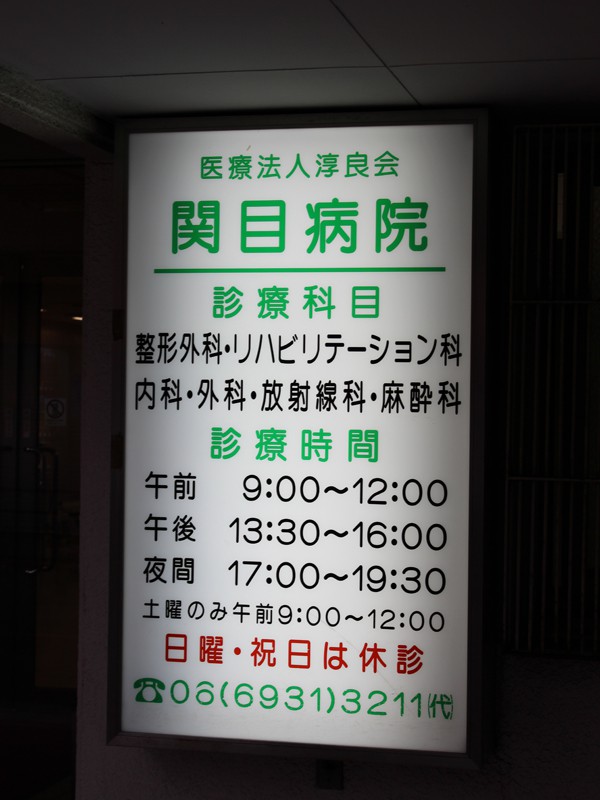 医療法人淳良会
関目病院
診療科目
整形外科・リハビリテーション科
内科・外科・放射線科・麻酔科
診療時間
午前 9:00〜12:00
午後 13:30〜16:00
夜間 17:00〜19:30
土曜のみ午前9:00〜12:00
日曜・祝日は休診
☎06(6931)3211(代)